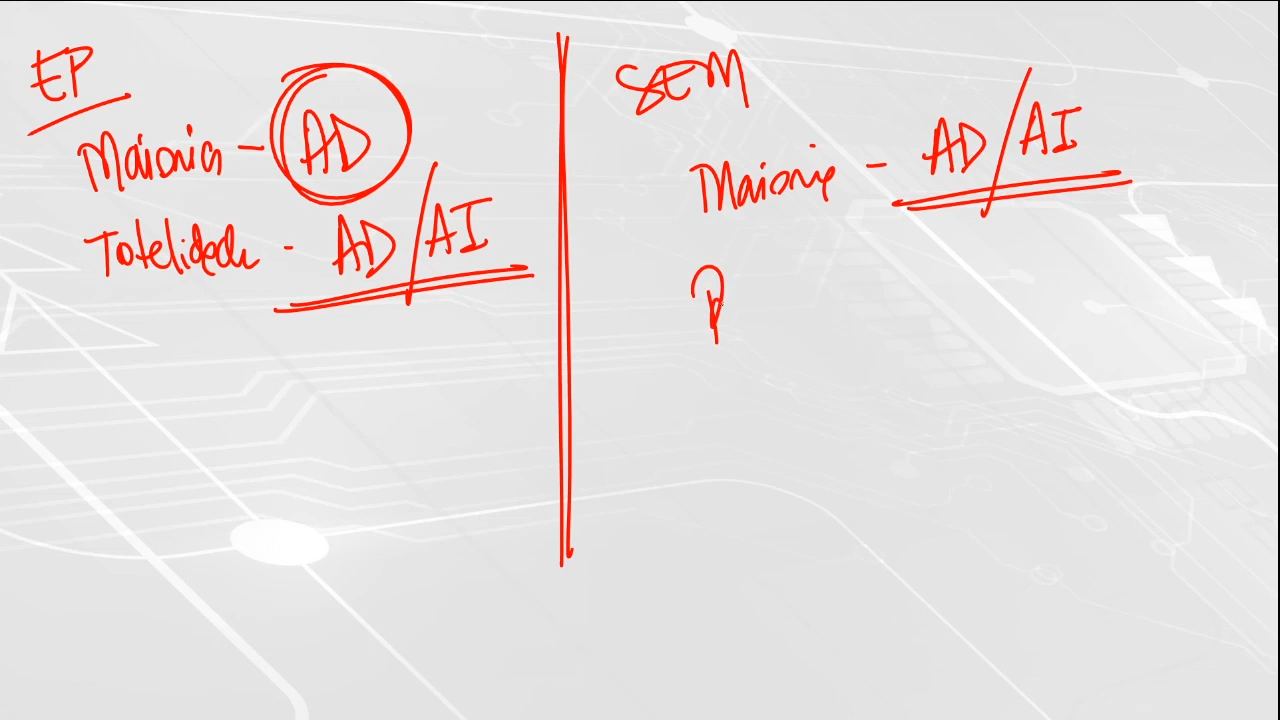 EP
Maioria - AD
Totalidade - AD/AI
SEM
Maioria - AD/AI
P